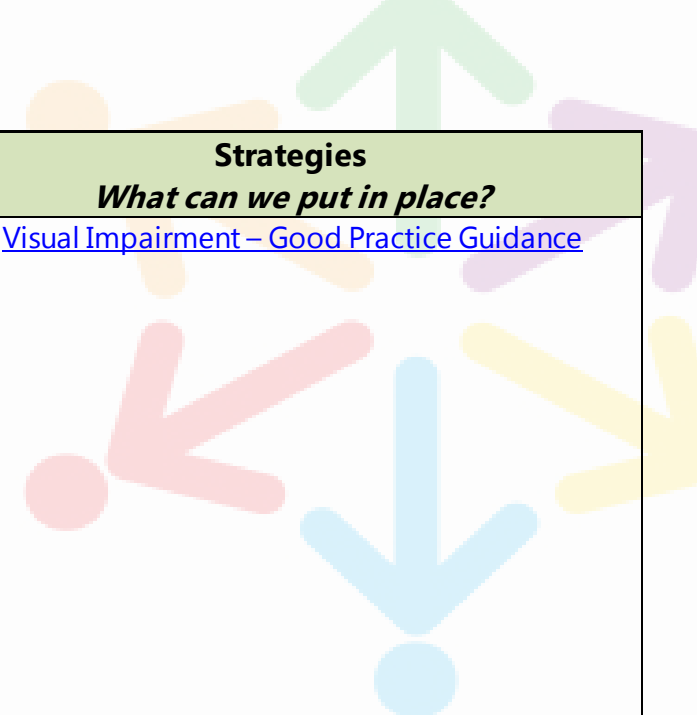 Strategies
What can we put in place?
Visual Impairment – Good Practice Guidance